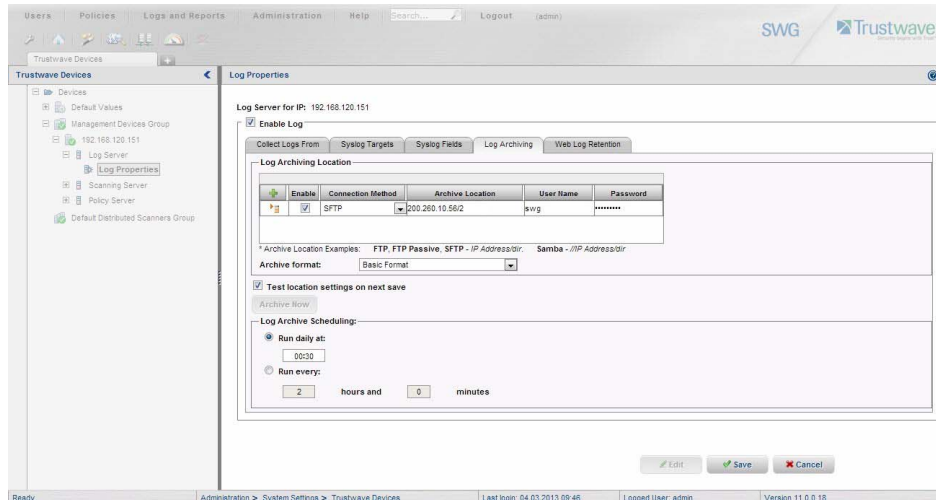 Users Policies Logs and Reports Administration Help Search... Logout (admin)
SWG Trustwave
Trustwave Devices
Trustwave Devices
Log Properties
Devices
Default Values
Management Devices Group
192.168.120.151
Log Server
Log Properties
Scanning Server
Policy Server
Default Distributed Scanners Group
Log Server for IP: 192.168.120.151
Enable Log
Collect Logs From Syslog Targets Syslog Fields Log Archiving Web Log Retention
Log Archiving Location
Enable Connection Method Archive Location User Name Password
SFTP 200.260.10.56/2 swg •••••••••
* Archive Location Examples: FTP, FTP Passive, SFTP - IP Address/dir. Samba - //IP Address/dir
Archive format: Basic Format
Test location settings on next save
Archive Now
Log Archive Scheduling:
Run daily at:
00:30
Run every:
2 hours and 0 minutes
Edit Save Cancel
Ready Administration > System Settings > Trustwave Devices Last login: 04.03.2013 09:46 Logged User: admin Version 11.0.0.18